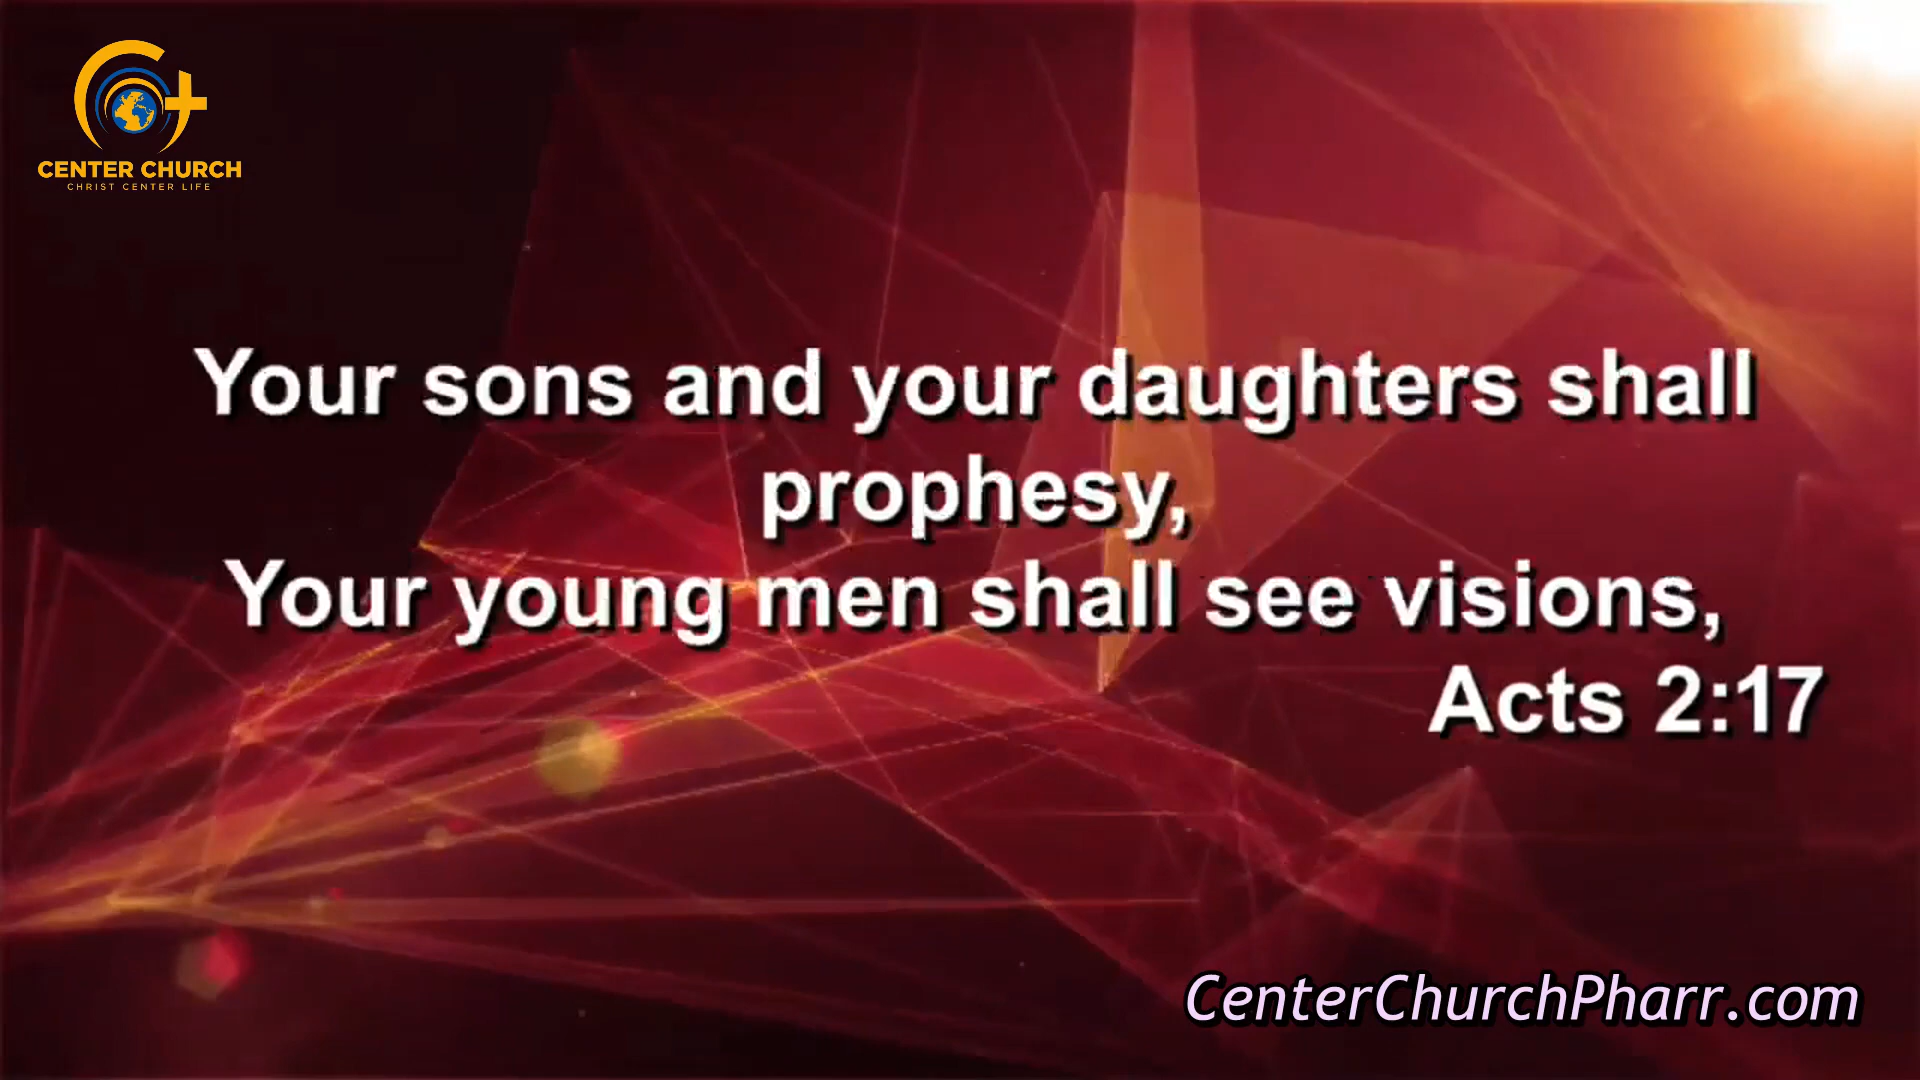 CENTER CHURCH
CHRIST CENTER LIFE
Your sons and your daughters shall
prophesy,
Your young men shall see visions,
Acts 2:17
CenterChurchPharr.com